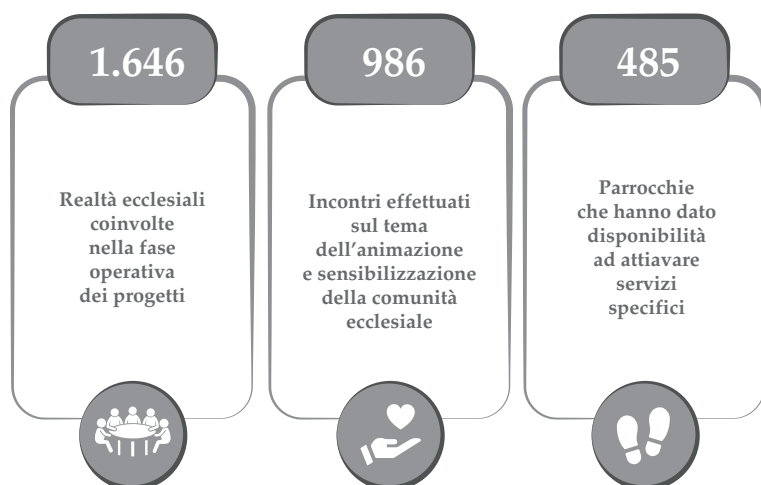 1.646
Realtà ecclesiali
coinvolte
nella fase
operativa
dei progetti
986
Incontri effettuati
sul tema
dell’animazione
e sensibilizzazione
della comunità
ecclesiale
485
Parrocchie
che hanno dato
disponibilità
ad attiavare
servizi
specifici